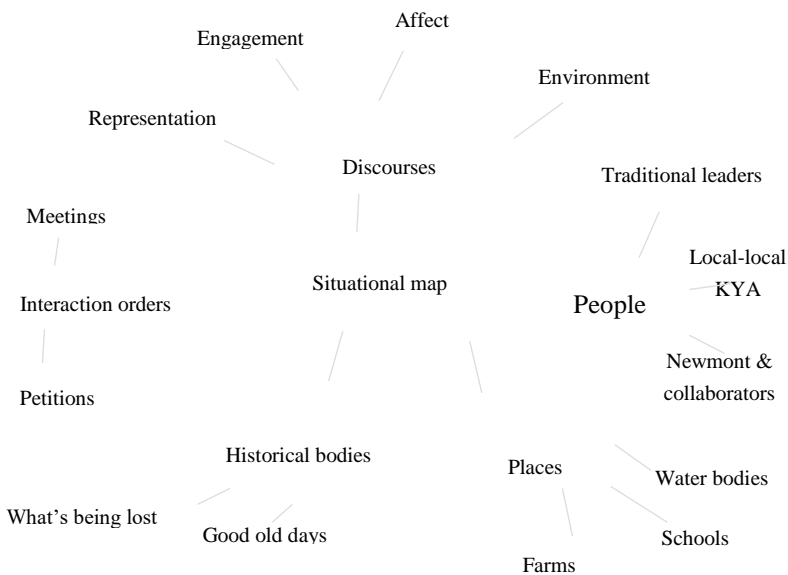 Affect
Engagement
Environment
Representation
Discourses
Traditional leaders
Meetings
Local-local
KYA
Situational map
Interaction orders
People
Newmont &
collaborators
Petitions
Historical bodies
Places
Water bodies
What's being lost
Good old days
Schools
Farms